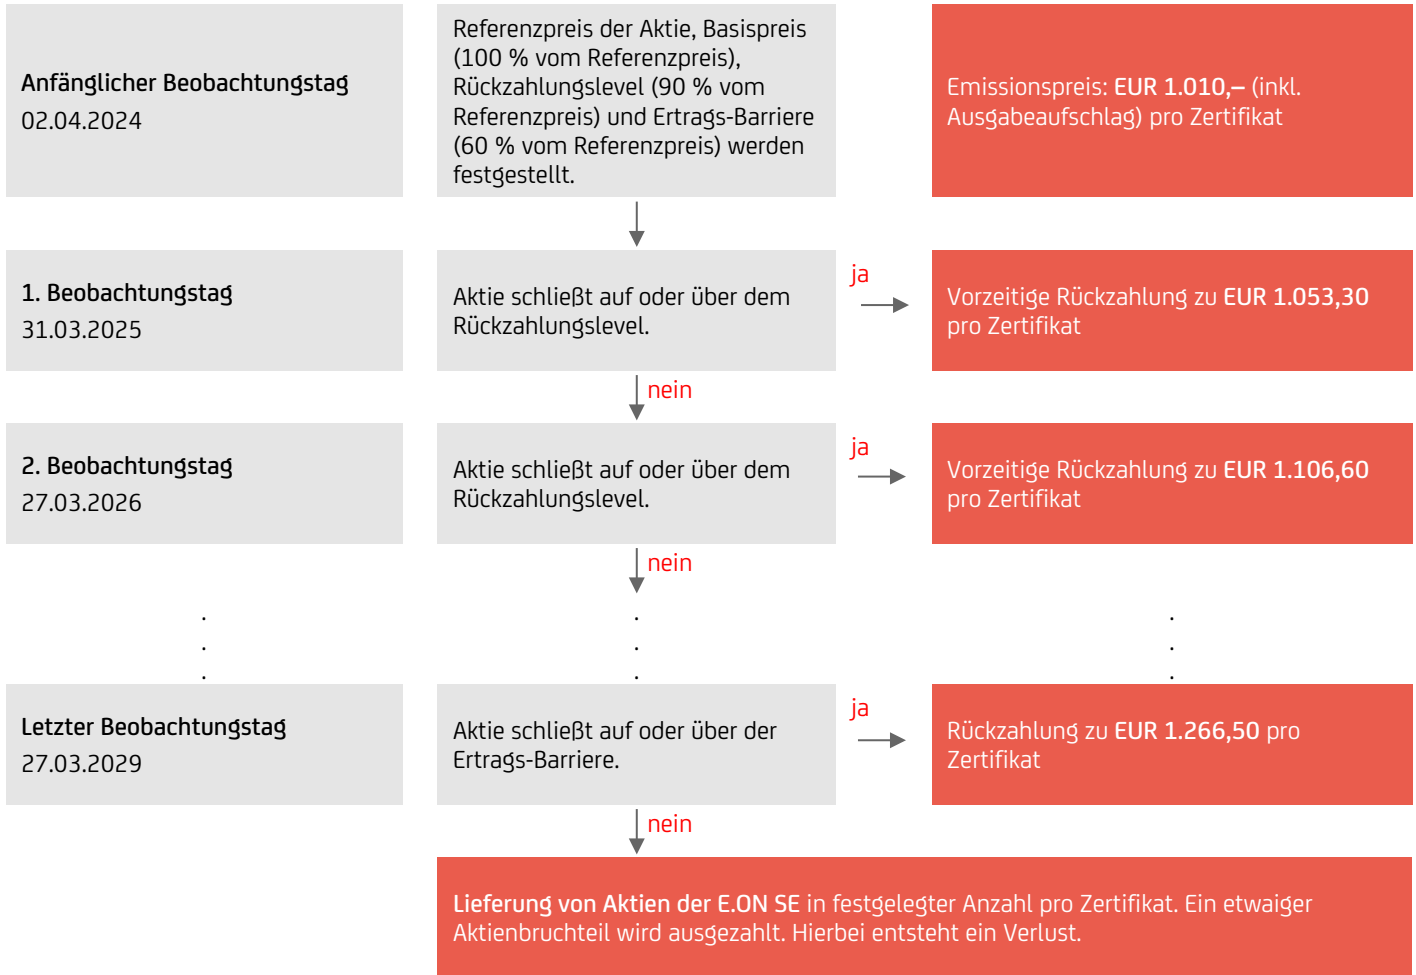 Anfänglicher Beobachtungstag
02.04.2024
Referenzpreis der Aktie, Basispreis
(100 % vom Referenzpreis),
Rückzahlungslevel (90 % vom
Referenzpreis) und Ertrags-Barriere
(60 % vom Referenzpreis) werden
festgestellt.
Emissionspreis: EUR 1.010,– (inkl.
Ausgabeaufschlag) pro Zertifikat
1. Beobachtungstag
31.03.2025
Aktie schließt auf oder über dem
Rückzahlungslevel.
ja
Vorzeitige Rückzahlung zu EUR 1.053,30
pro Zertifikat
nein
2. Beobachtungstag
27.03.2026
Aktie schließt auf oder über dem
Rückzahlungslevel.
ja
Vorzeitige Rückzahlung zu EUR 1.106,60
pro Zertifikat
nein
. . .
. . .
. . .
Letzter Beobachtungstag
27.03.2029
Aktie schließt auf oder über der
Ertrags-Barriere.
ja
Rückzahlung zu EUR 1.266,50 pro
Zertifikat
nein
Lieferung von Aktien der E.ON SE in festgelegter Anzahl pro Zertifikat. Ein etwaiger
Aktienbruchteil wird ausgezahlt. Hierbei entsteht ein Verlust.